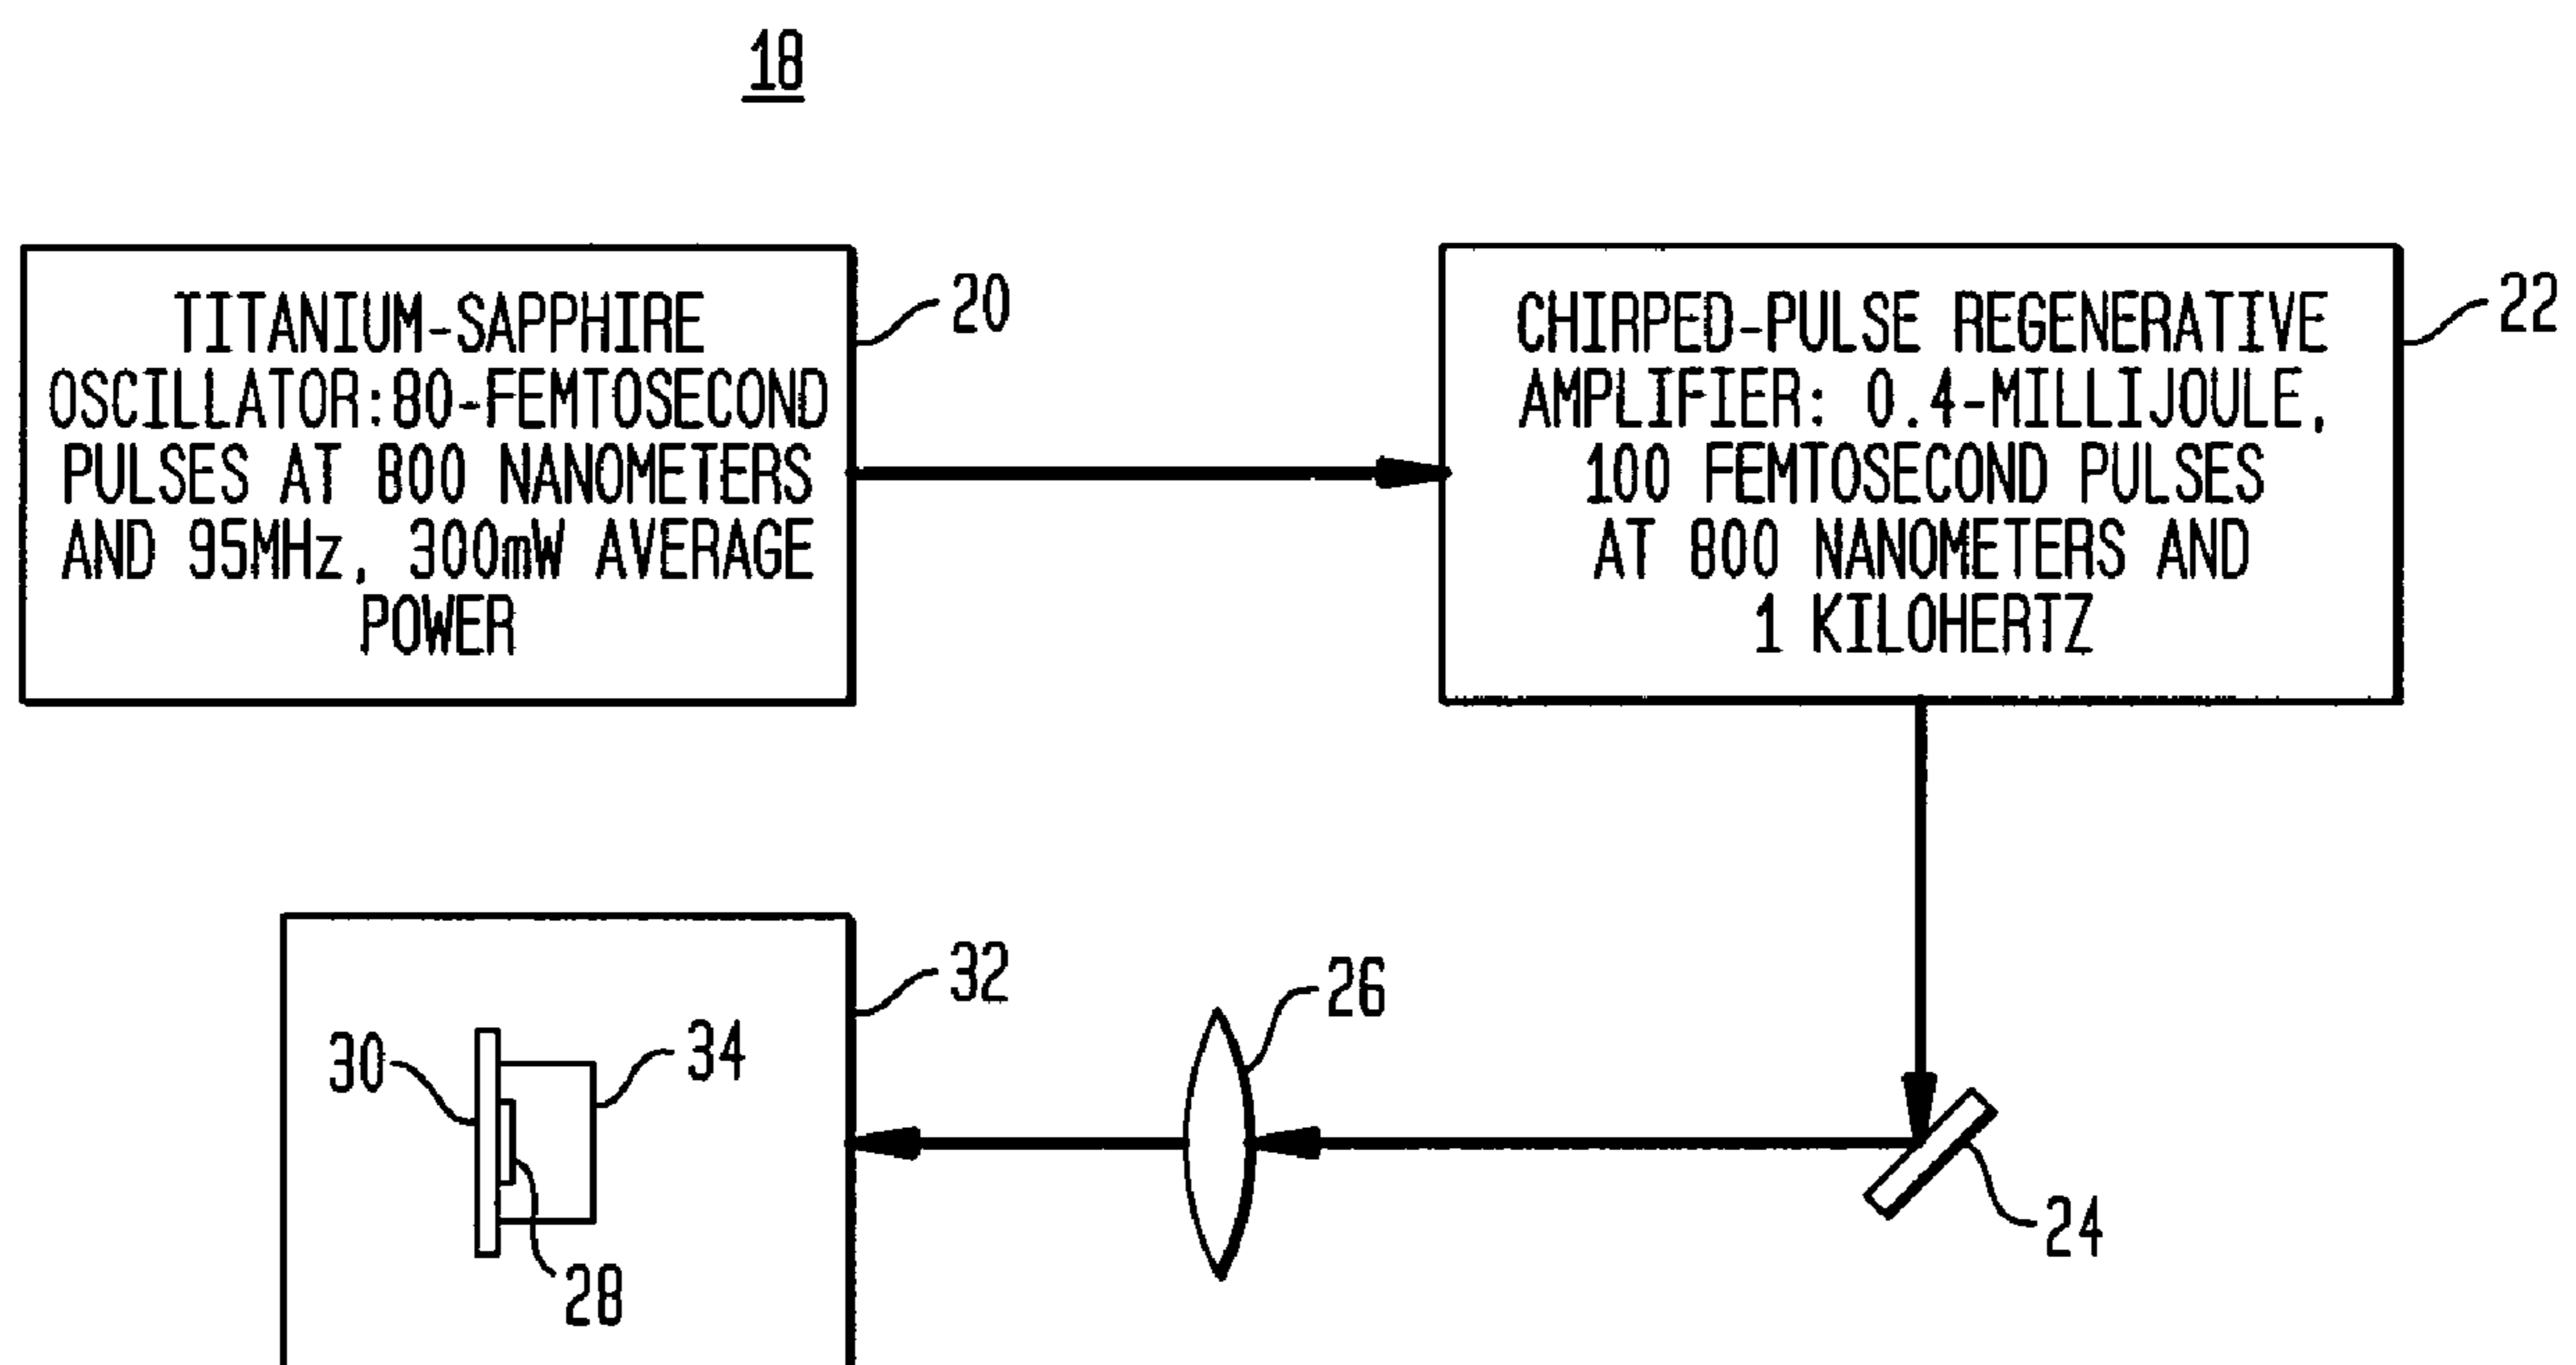 18
TITANIUM-SAPPHIRE
OSCILLATOR:80-FEMTOSECOND
PULSES AT 800 NANOMETERS
AND 95MHz, 300mW AVERAGE
POWER
20
CHIRPED-PULSE REGENERATIVE
AMPLIFIER: 0.4-MILLIJOULE,
100 FEMTOSECOND PULSES
AT 800 NANOMETERS AND
1 KILOHERTZ
22
32
30
34
28
26
24